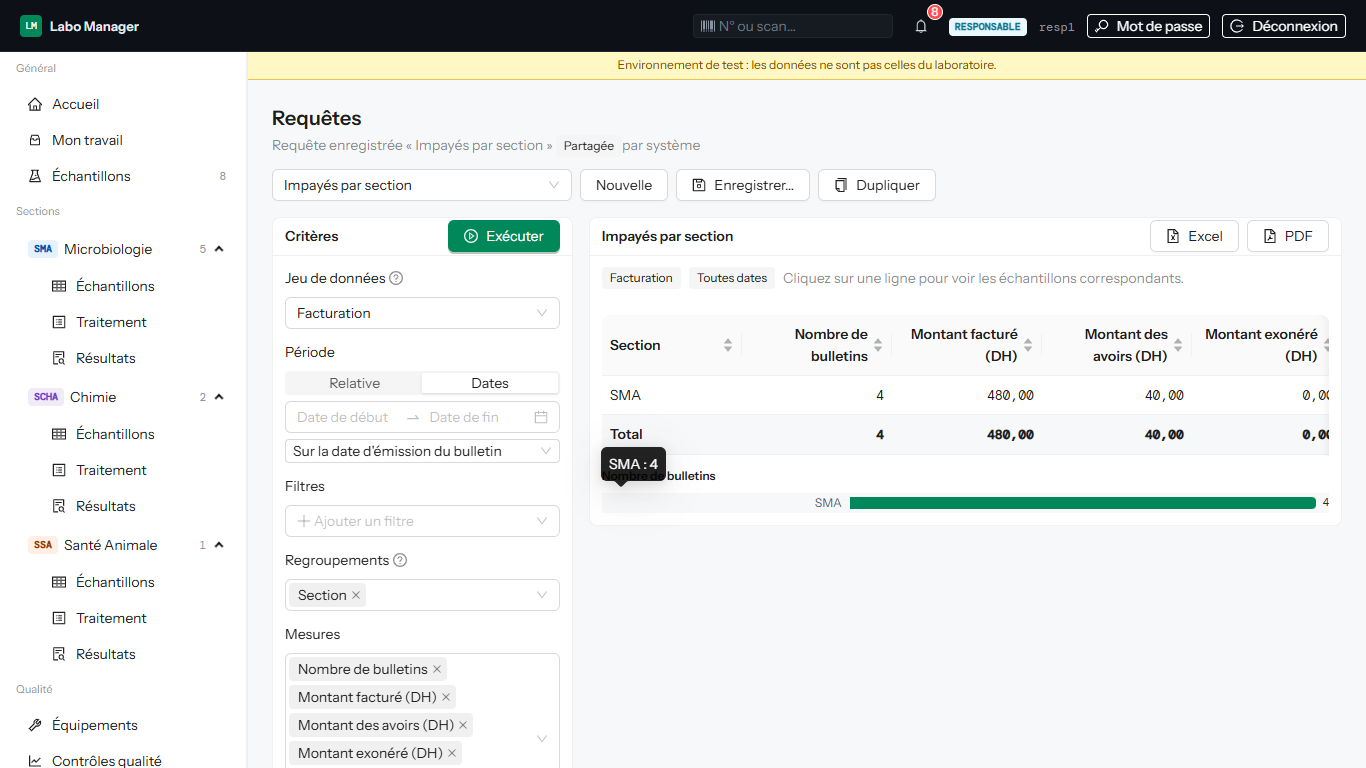 LM Labo Manager
N° ou scan...
8
RESPONSABLE
resp1
Mot de passe
Déconnexion
Général
Accueil
Mon travail
Échantillons 8
Sections
SMA Microbiologie 5
Échantillons
Traitement
Résultats
SCHA Chimie 2
Échantillons
Traitement
Résultats
SSA Santé Animale 1
Échantillons
Traitement
Résultats
Qualité
Équipements
Contrôles qualité
Environnement de test : les données ne sont pas celles du laboratoire.
Requêtes
Requête enregistrée « Impayés par section » Partagée par système
Impayés par section
Nouvelle
Enregistrer...
Dupliquer
Critères
Exécuter
Jeu de données
Facturation
Période
Relative Dates
Date de début Date de fin
Sur la date d'émission du bulletin
Filtres
Ajouter un filtre
Regroupements
Section
Mesures
Nombre de bulletins
Montant facturé (DH)
Montant des avoirs (DH)
Montant exonéré (DH)
Impayés par section
Excel
PDF
Facturation Toutes dates Cliquez sur une ligne pour voir les échantillons correspondants.
Section
Nombre de
bulletins
Montant facturé
(DH)
Montant des
avoirs (DH)
Montant exonéré
(DH)
SMA 4 480,00 40,00 0,00
Total 4 480,00 40,00 0,00
SMA : 4
Nombre de bulletins
SMA 4